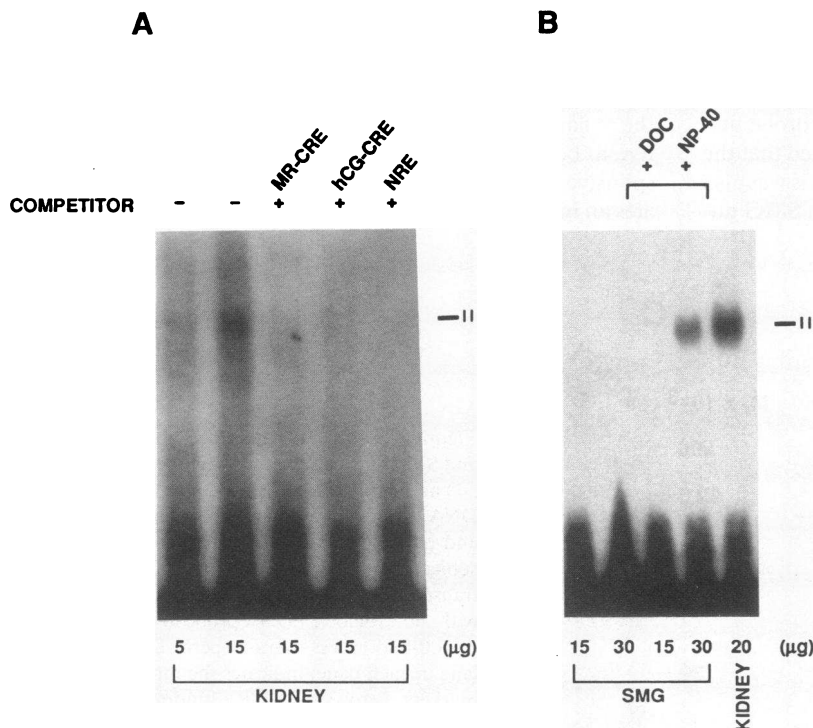 A
MR-CRE
hCG-CRE
NRE
COMPETITOR - - + + +
II
5 15 15 15 15 (µg)
KIDNEY
B
+ DOC
+ NP-40
II
15 30 15 30 20 (µg)
SMG
KIDNEY